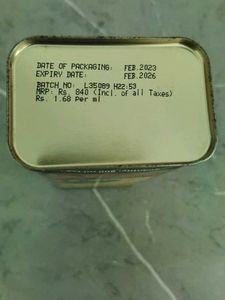 DATE OF PACKAGING: FEB.2023
EXPIRY DATE: FEB.2026
BATCH NO: L35089 H22:53
MRP: Rs. 840 (Incl. of all Taxes)
Rs. 1.68 Per ml